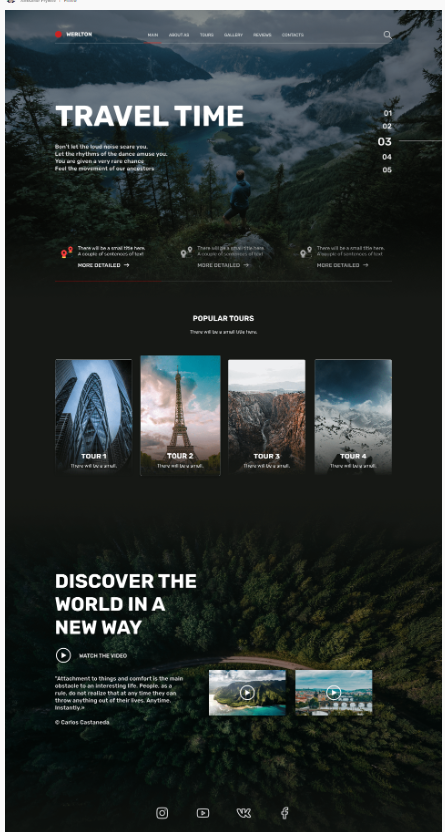 WERLTON
MAIN
ABOUT AS
TOURS
GALLERY
REVIEWS
CONTACTS
TRAVEL TIME
Don't let the loud noise scare you.
Let the rhythms of the dance amuse you.
You are given a very rare chance
Feel the movement of our ancestors
01
02
03
04
05
There will be a small title here.
A couple of sentences of text
MORE DETAILED →
There will be a small title here.
A couple of sentences of text
MORE DETAILED →
There will be a small title here.
A couple of sentences of text
MORE DETAILED →
POPULAR TOURS
There will be a small title here.
TOUR 1
There will be a small.
TOUR 2
There will be a small.
TOUR 3
There will be a small.
TOUR 4
There will be a small.
DISCOVER THE
WORLD IN A
NEW WAY
WATCH THE VIDEO
"Attachment to things and comfort is the main
obstacle to an interesting life. People, as a
rule, do not realize that at any time they can
throw anything out of their lives. Anytime.
Instantly.»
© Carlos Castaneda